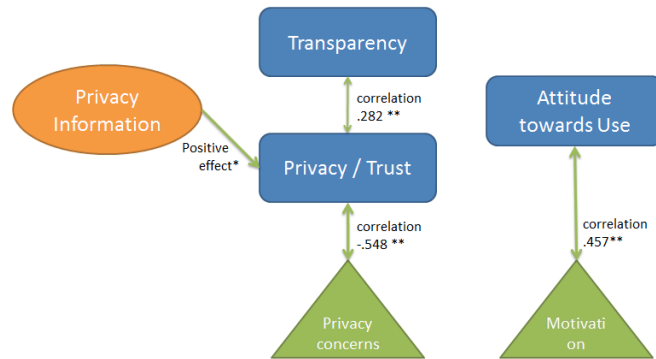 Transparency
Privacy
Information
correlation
.282 **
Attitude
towards Use
Positive
effect*
Privacy / Trust
correlation
-.548 **
correlation
.457**
Privacy
concerns
Motivati
on